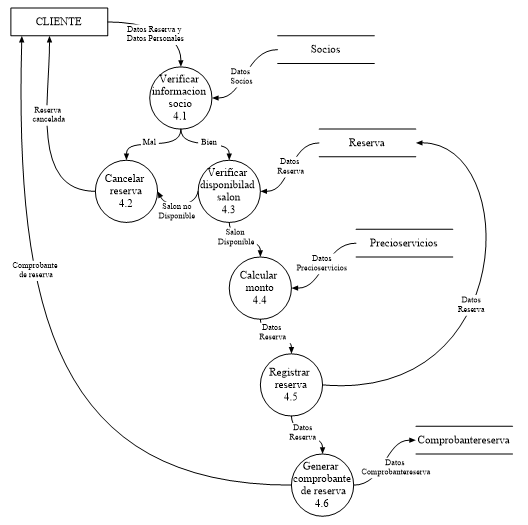 CLIENTE
Datos Reserva y
Datos Personales
Socios
Datos
Socios
Verificar
informacion
socio
4.1
Reserva
cancelada
Mal
Bien
Reserva
Datos
Reserva
Cancelar
reserva
4.2
Salon no
Disponible
Verificar
disponibilad
salon
4.3
Salon
Disponible
Precioservicios
Datos
Precioservicios
Comprobante
de reserva
Calcular
monto
4.4
Datos
Reserva
Datos
Reserva
Registrar
reserva
4.5
Datos
Reserva
Comprobantereserva
Datos
Comprobantereserva
Generar
comprobante
de reserva
4.6